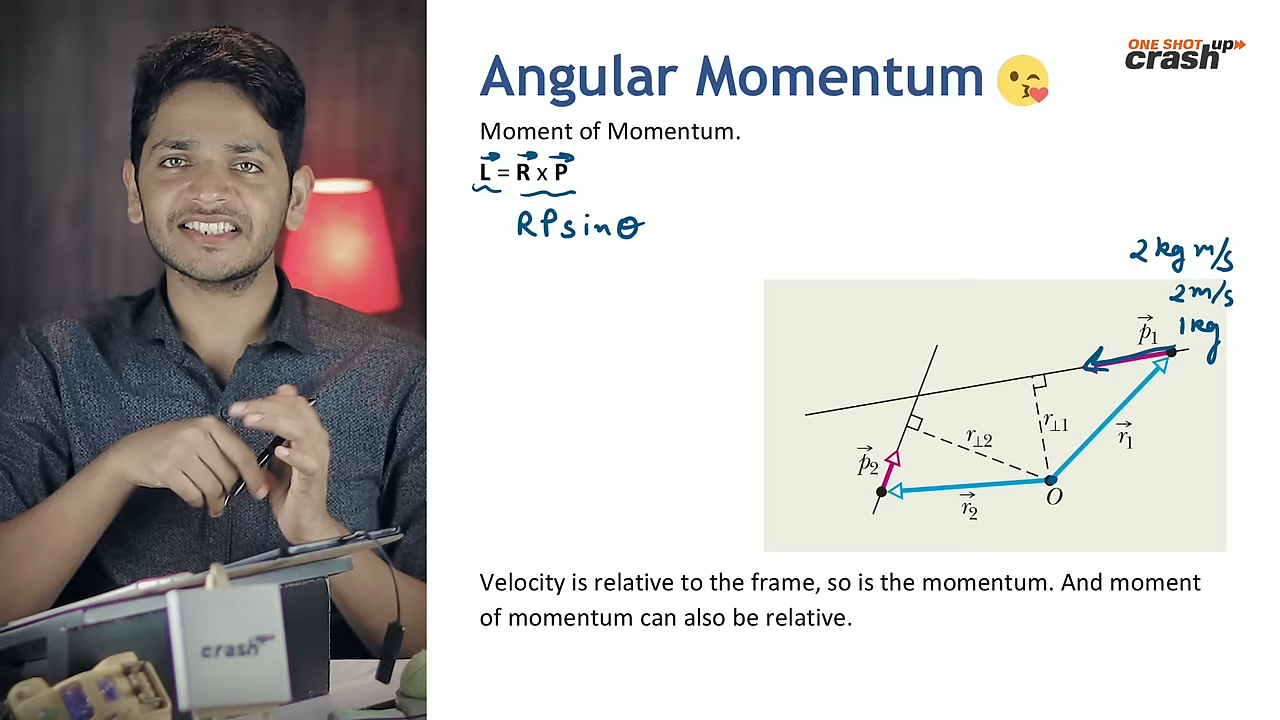 ONE SHOT up
crash
Angular Momentum 😘
Moment of Momentum.
L = R x P
RP sin θ
2 kg m/s
2 m/s
1 kg
p₁
r⊥1
r₁
r⊥2
p₂
r₂
O
Velocity is relative to the frame, so is the momentum. And moment
of momentum can also be relative.
crash